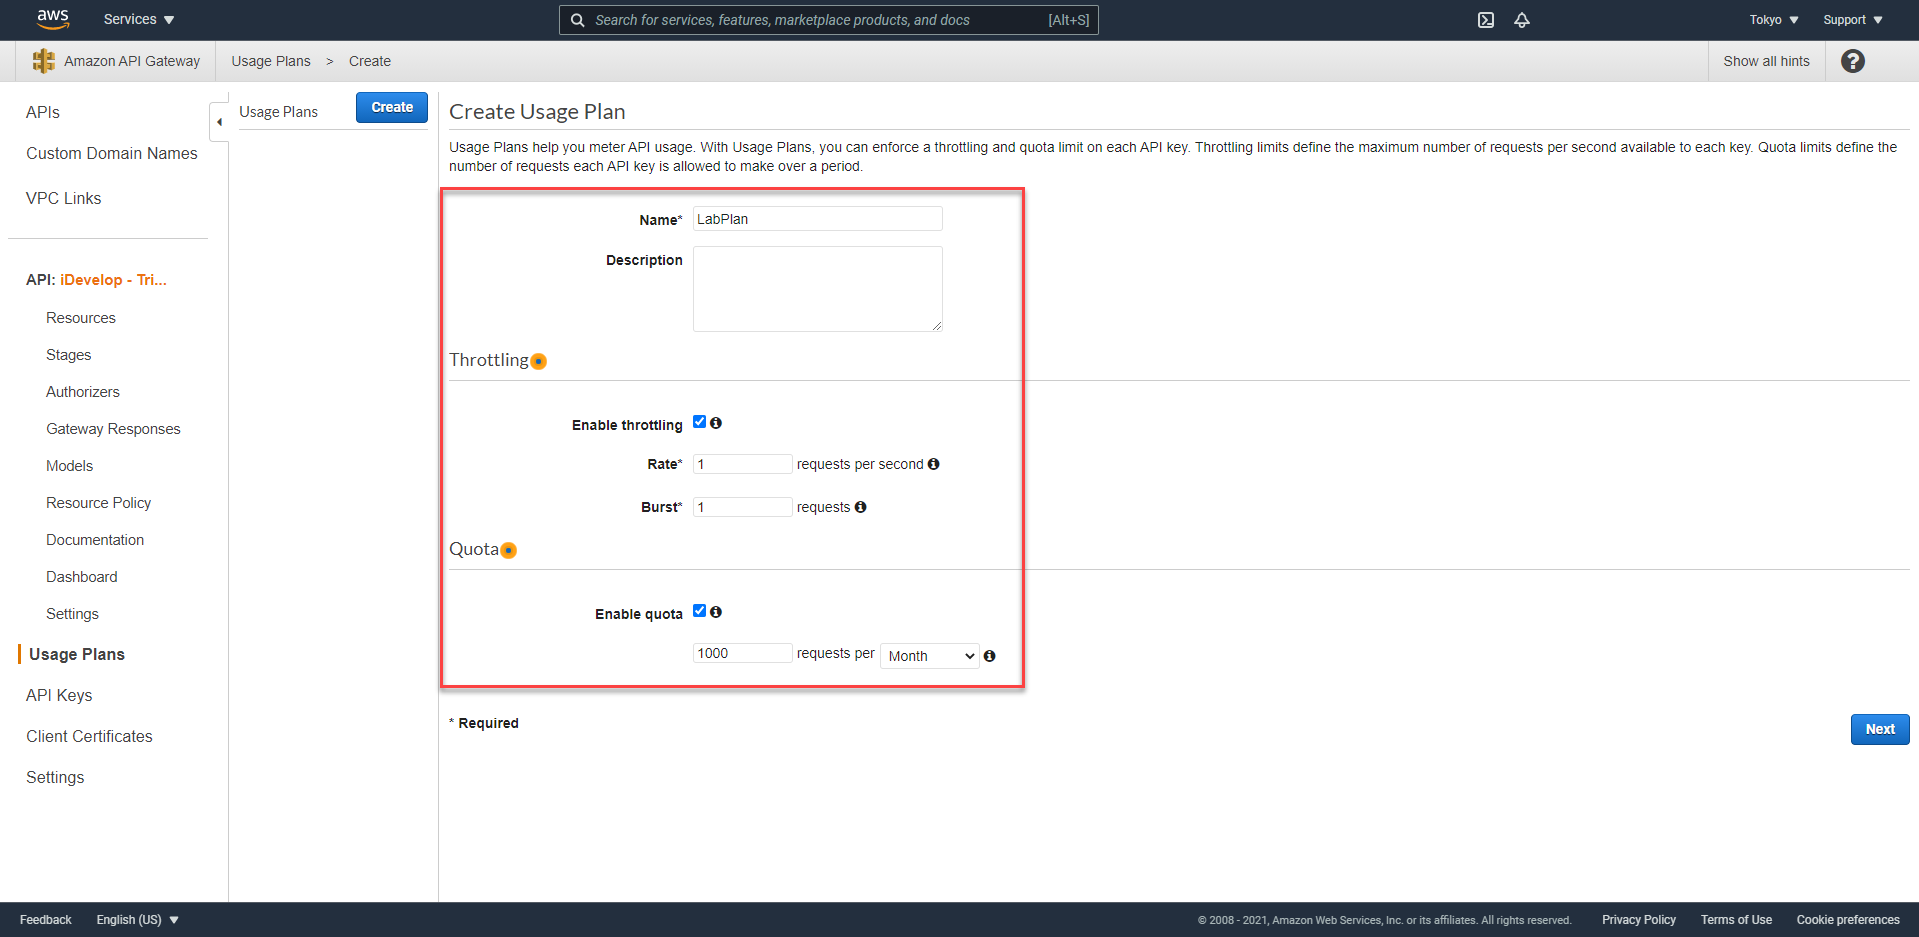 aws
Services
Search for services, features, marketplace products, and docs [Alt+S]
Tokyo
Support
Amazon API Gateway
Usage Plans > Create
Show all hints
?
APIs
Custom Domain Names
VPC Links
API: iDevelop - Tri...
Resources
Stages
Authorizers
Gateway Responses
Models
Resource Policy
Documentation
Dashboard
Settings
Usage Plans
API Keys
Client Certificates
Settings
Usage Plans
Create
Create Usage Plan
Usage Plans help you meter API usage. With Usage Plans, you can enforce a throttling and quota limit on each API key. Throttling limits define the maximum number of requests per second available to each key. Quota limits define the
number of requests each API key is allowed to make over a period.
Name* LabPlan
Description
Throttling
Enable throttling
Rate* 1 requests per second
Burst* 1 requests
Quota
Enable quota
1000 requests per Month
* Required
Next
Feedback
English (US)
© 2008 - 2021, Amazon Web Services, Inc. or its affiliates. All rights reserved.
Privacy Policy
Terms of Use
Cookie preferences